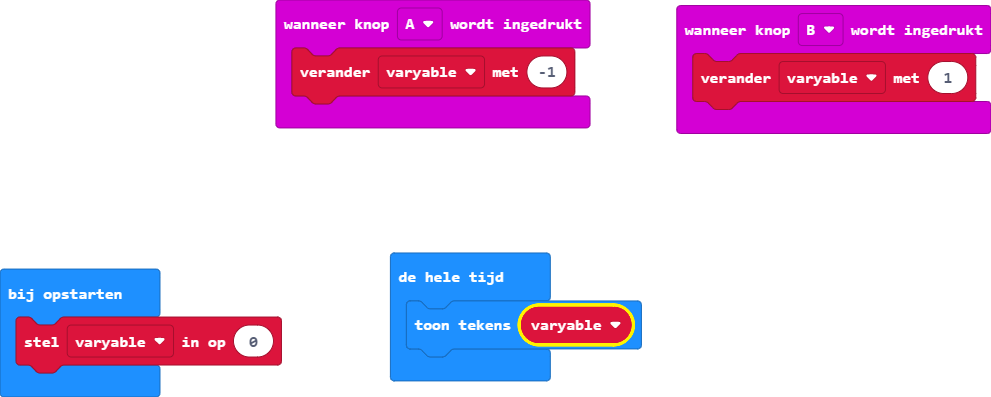 wanneer knop A wordt ingedrukt
verander varyable met -1
wanneer knop B wordt ingedrukt
verander varyable met 1
bij opstarten
stel varyable in op 0
de hele tijd
toon tekens varyable